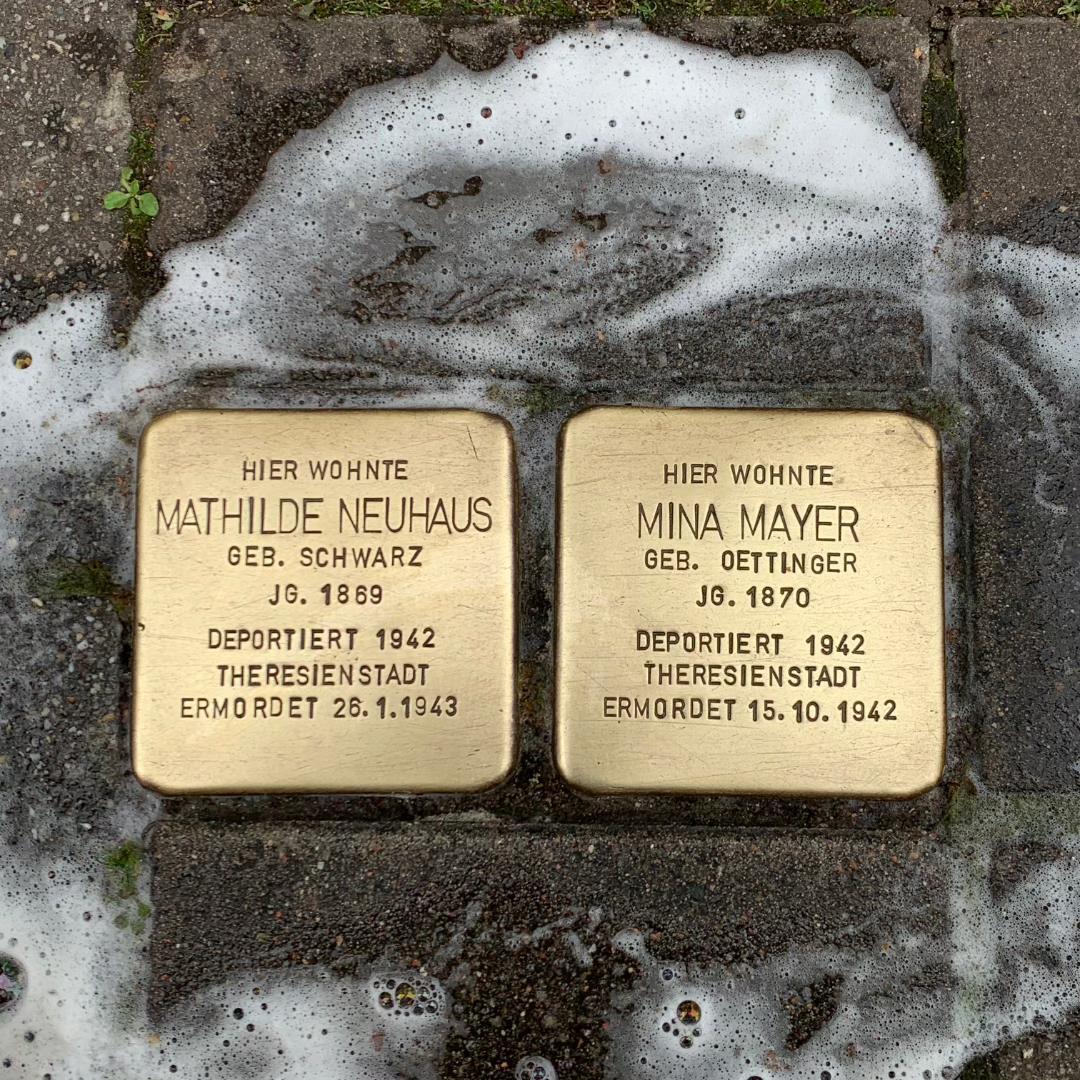 HIER WOHNTE
MATHILDE NEUHAUS
GEB. SCHWARZ
JG. 1869
DEPORTIERT 1942
THERESIENSTADT
ERMORDET 26.1.1943
HIER WOHNTE
MINA MAYER
GEB. OETTINGER
JG. 1870
DEPORTIERT 1942
THERESIENSTADT
ERMORDET 15.10.1942